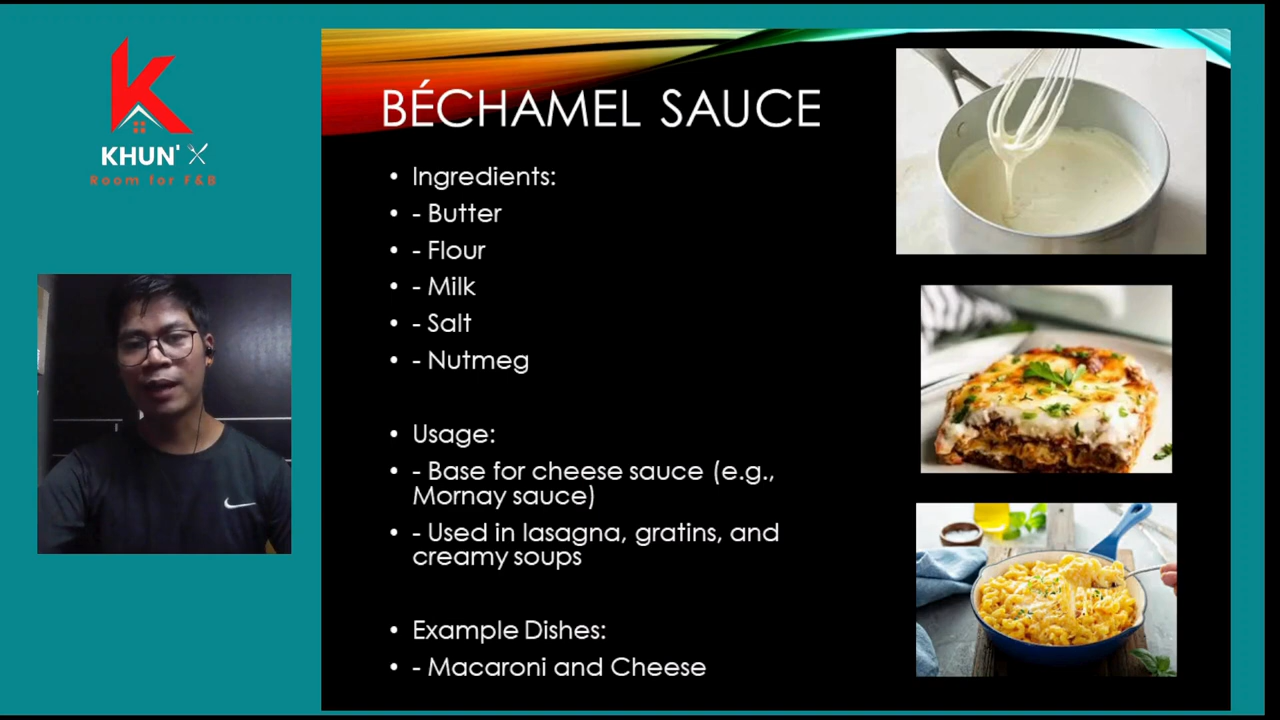 KHUN'
Room for F&B
BÉCHAMEL SAUCE
• Ingredients:
• - Butter
• - Flour
• - Milk
• - Salt
• - Nutmeg
• Usage:
• - Base for cheese sauce (e.g.,
Mornay sauce)
• - Used in lasagna, gratins, and
creamy soups
• Example Dishes:
• - Macaroni and Cheese